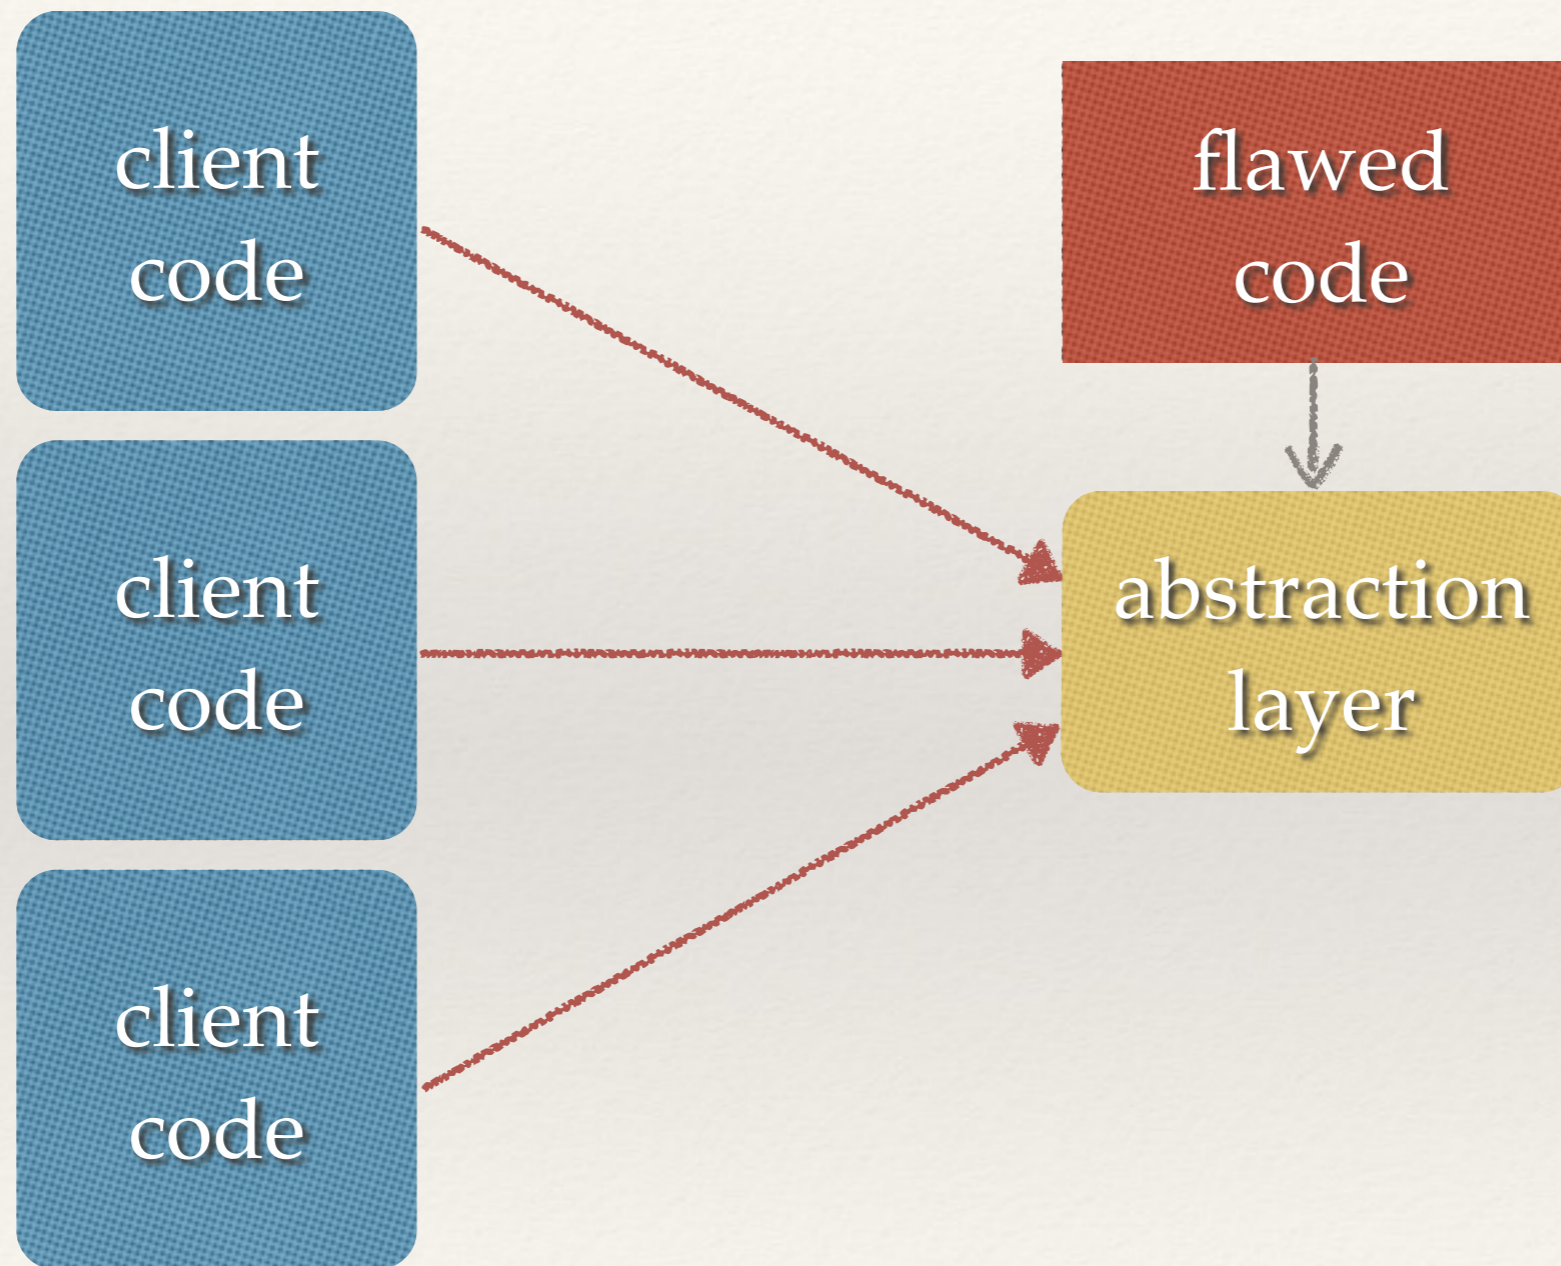 client
code
flawed
code
client
code
abstraction
layer
client
code